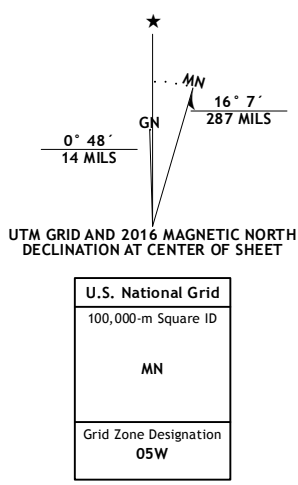 ★
MN
GN
16° 7´
287 MILS
0° 48´
14 MILS
UTM GRID AND 2016 MAGNETIC NORTH
DECLINATION AT CENTER OF SHEET
U.S. National Grid
100,000-m Square ID
MN
Grid Zone Designation
05W